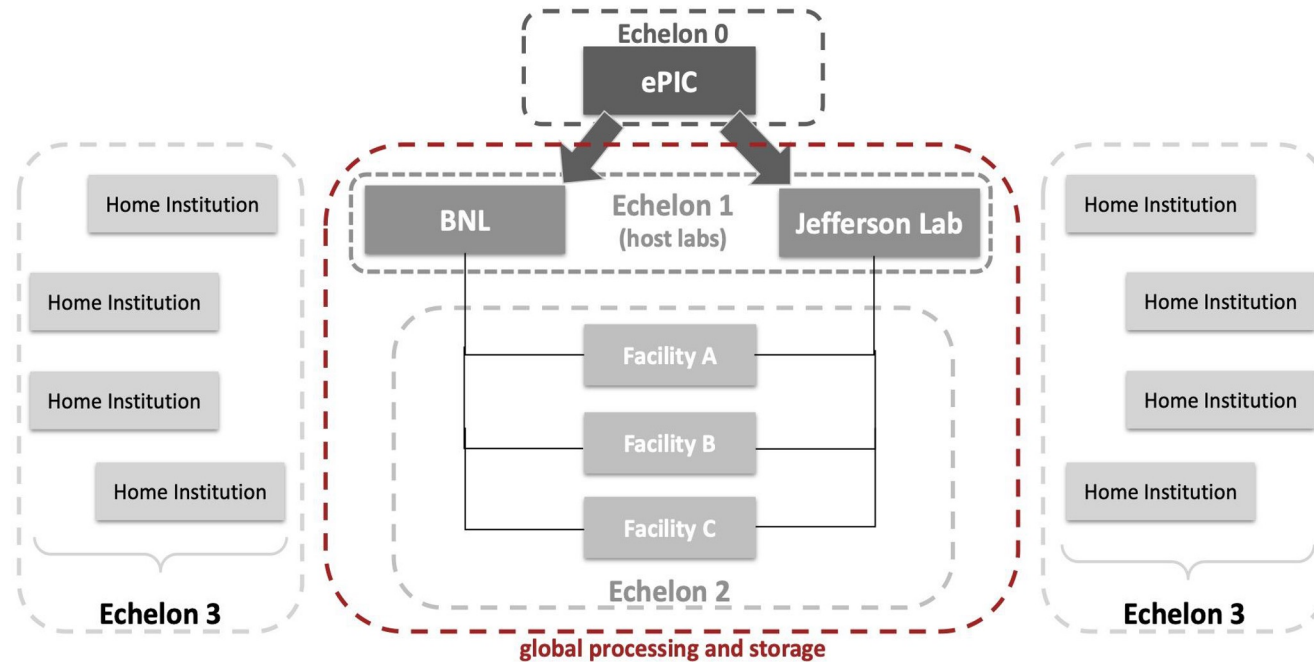 Echelon 0
ePIC
BNL
Echelon 1
(host labs)
Jefferson Lab
Home Institution
Home Institution
Home Institution
Home Institution
Echelon 3
Facility A
Facility B
Facility C
Echelon 2
global processing and storage
Home Institution
Home Institution
Home Institution
Home Institution
Echelon 3